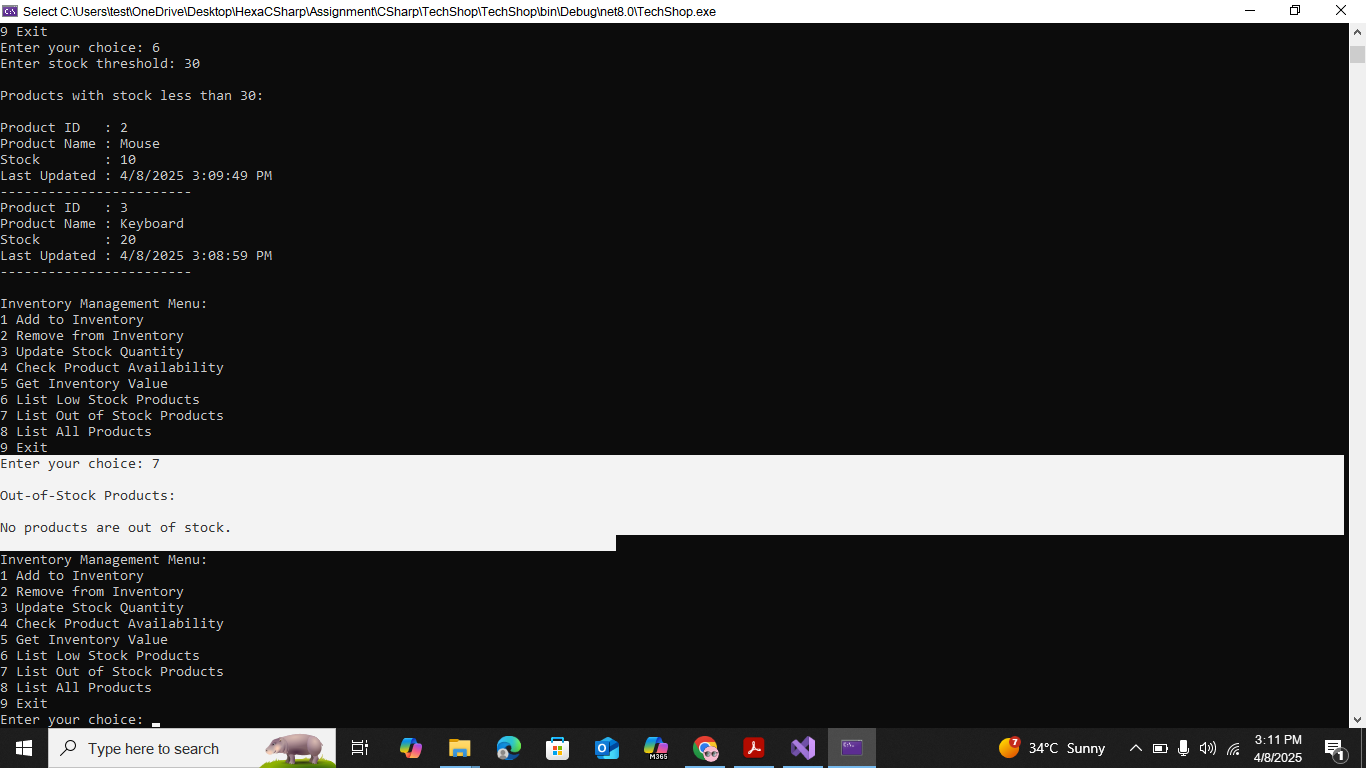 Select C:\Users\test\OneDrive\Desktop\HexaCSharp\Assignment\CSharp\TechShop\TechShop\bin\Debug\net8.0\TechShop.exe
9 Exit
Enter your choice: 6
Enter stock threshold: 30
Products with stock less than 30:
Product ID   : 2
Product Name : Mouse
Stock        : 10
Last Updated : 4/8/2025 3:09:49 PM
------------------------
Product ID   : 3
Product Name : Keyboard
Stock        : 20
Last Updated : 4/8/2025 3:08:59 PM
------------------------
Inventory Management Menu:
1 Add to Inventory
2 Remove from Inventory
3 Update Stock Quantity
4 Check Product Availability
5 Get Inventory Value
6 List Low Stock Products
7 List Out of Stock Products
8 List All Products
9 Exit
Enter your choice: 7
Out-of-Stock Products:
No products are out of stock.
Inventory Management Menu:
1 Add to Inventory
2 Remove from Inventory
3 Update Stock Quantity
4 Check Product Availability
5 Get Inventory Value
6 List Low Stock Products
7 List Out of Stock Products
8 List All Products
9 Exit
Enter your choice:
Type here to search
M365
7
34°C Sunny
3:11 PM
4/8/2025
1